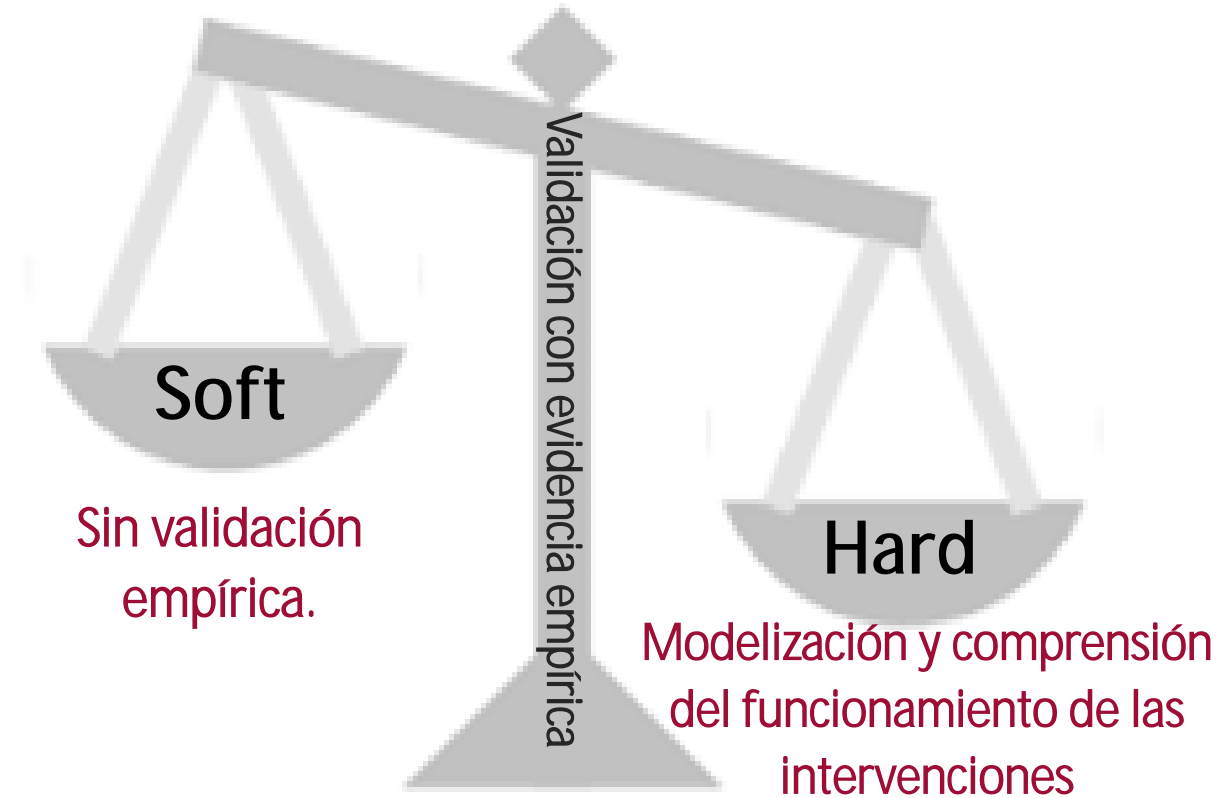 Validación con evidencia empírica
Soft
Sin validación
empírica.
Hard
Modelización y comprensión
del funcionamiento de las
intervenciones